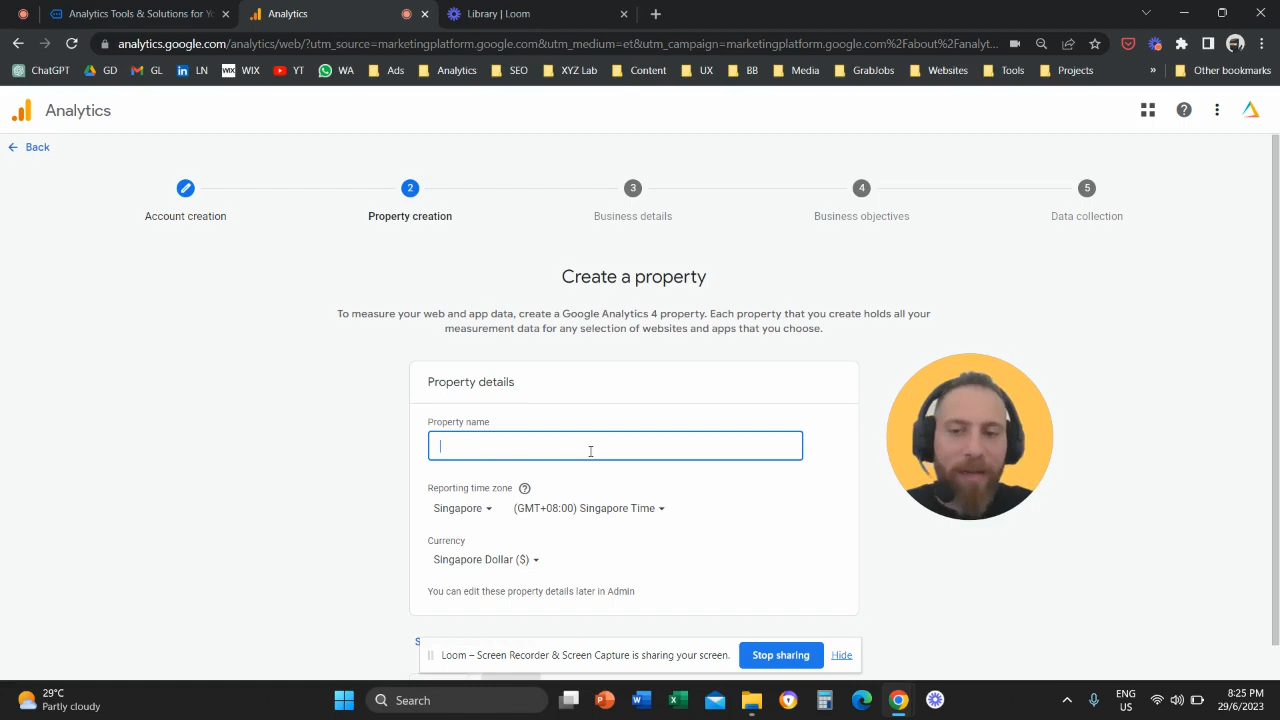 Analytics Tools & Solutions for Yo
Analytics
Library | Loom
analytics.google.com/analytics/web/?utm_source=marketingplatform.google.com&utm_medium=et&utm_campaign=marketingplatform.google.com%2Fabout%2Fanalyt...
ChatGPT
GD
GL
LN
WIX
YT
WA
Ads
Analytics
SEO
XYZ Lab
Content
UX
BB
Media
GrabJobs
Websites
Tools
Projects
»
Other bookmarks
Analytics
Back
2
3
4
5
Account creation
Property creation
Business details
Business objectives
Data collection
Create a property
To measure your web and app data, create a Google Analytics 4 property. Each property that you create holds all your
measurement data for any selection of websites and apps that you choose.
Property details
Property name
Reporting time zone
Singapore
(GMT+08:00) Singapore Time
Currency
Singapore Dollar ($)
You can edit these property details later in Admin
Loom – Screen Recorder & Screen Capture is sharing your screen.
Stop sharing
Hide
29°C
Partly cloudy
Search
ENG
US
8:25 PM
29/6/2023